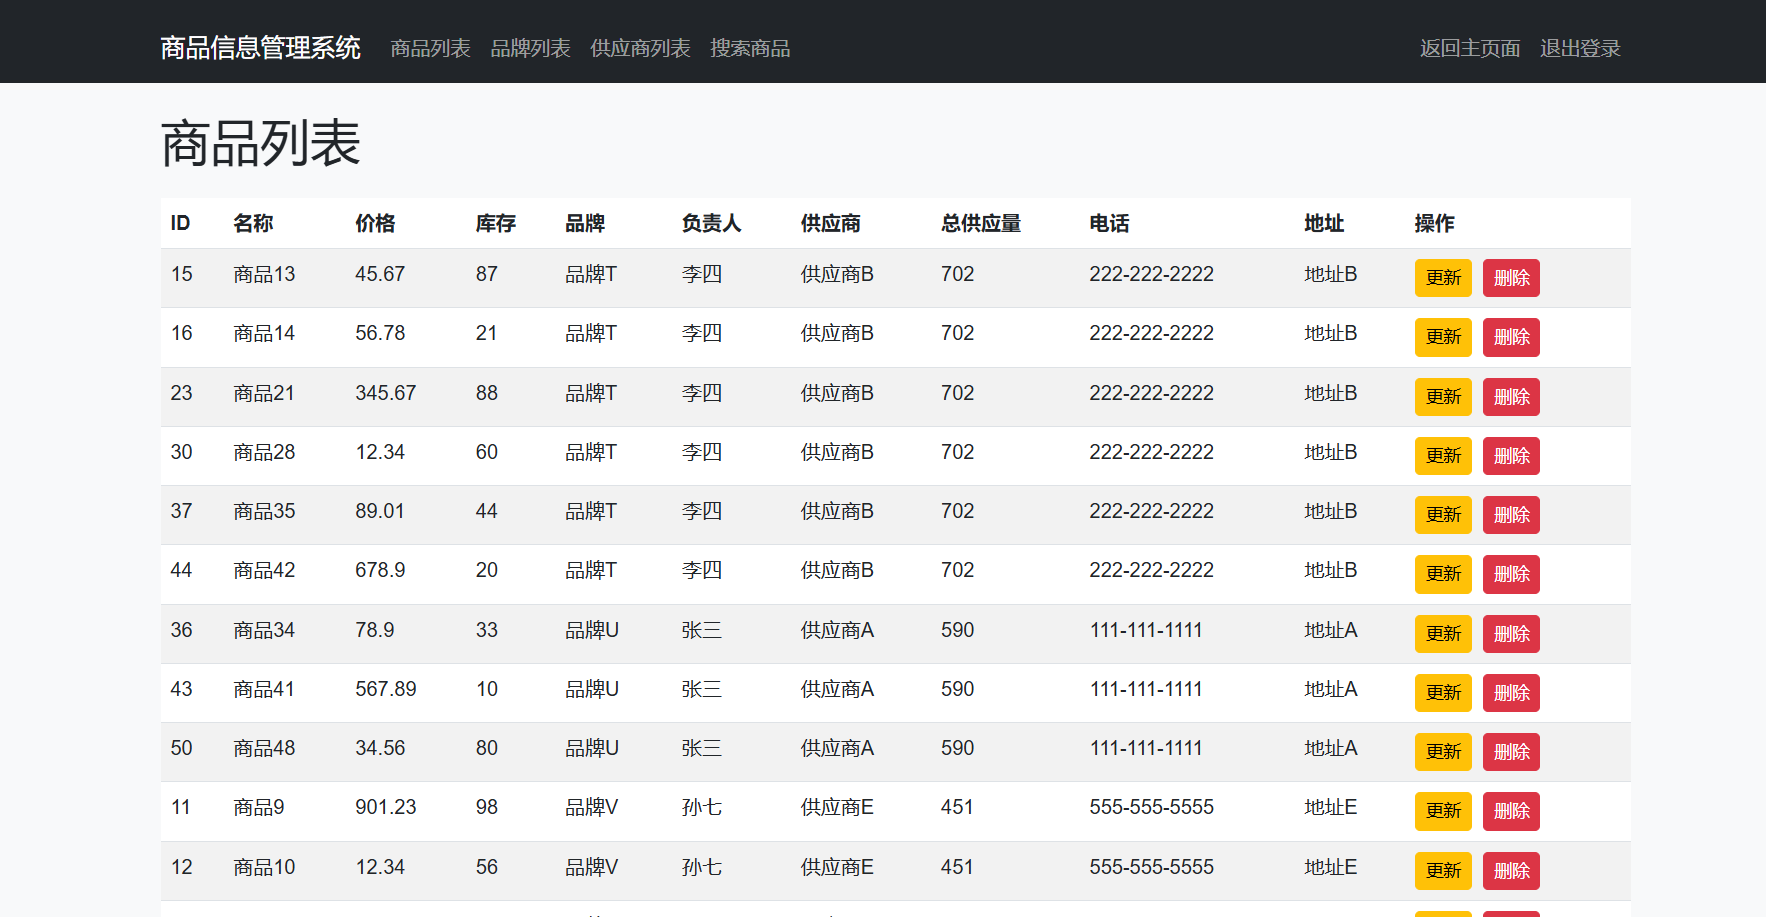 商品信息管理系统 商品列表 品牌列表 供应商列表 搜索商品 返回主页面 退出登录
商品列表
ID 名称 价格 库存 品牌 负责人 供应商 总供应量 电话 地址 操作
15 商品13 45.67 87 品牌T 李四 供应商B 702 222-222-2222 地址B 更新 删除
16 商品14 56.78 21 品牌T 李四 供应商B 702 222-222-2222 地址B 更新 删除
23 商品21 345.67 88 品牌T 李四 供应商B 702 222-222-2222 地址B 更新 删除
30 商品28 12.34 60 品牌T 李四 供应商B 702 222-222-2222 地址B 更新 删除
37 商品35 89.01 44 品牌T 李四 供应商B 702 222-222-2222 地址B 更新 删除
44 商品42 678.9 20 品牌T 李四 供应商B 702 222-222-2222 地址B 更新 删除
36 商品34 78.9 33 品牌U 张三 供应商A 590 111-111-1111 地址A 更新 删除
43 商品41 567.89 10 品牌U 张三 供应商A 590 111-111-1111 地址A 更新 删除
50 商品48 34.56 80 品牌U 张三 供应商A 590 111-111-1111 地址A 更新 删除
11 商品9 901.23 98 品牌V 孙七 供应商E 451 555-555-5555 地址E 更新 删除
12 商品10 12.34 56 品牌V 孙七 供应商E 451 555-555-5555 地址E 更新 删除